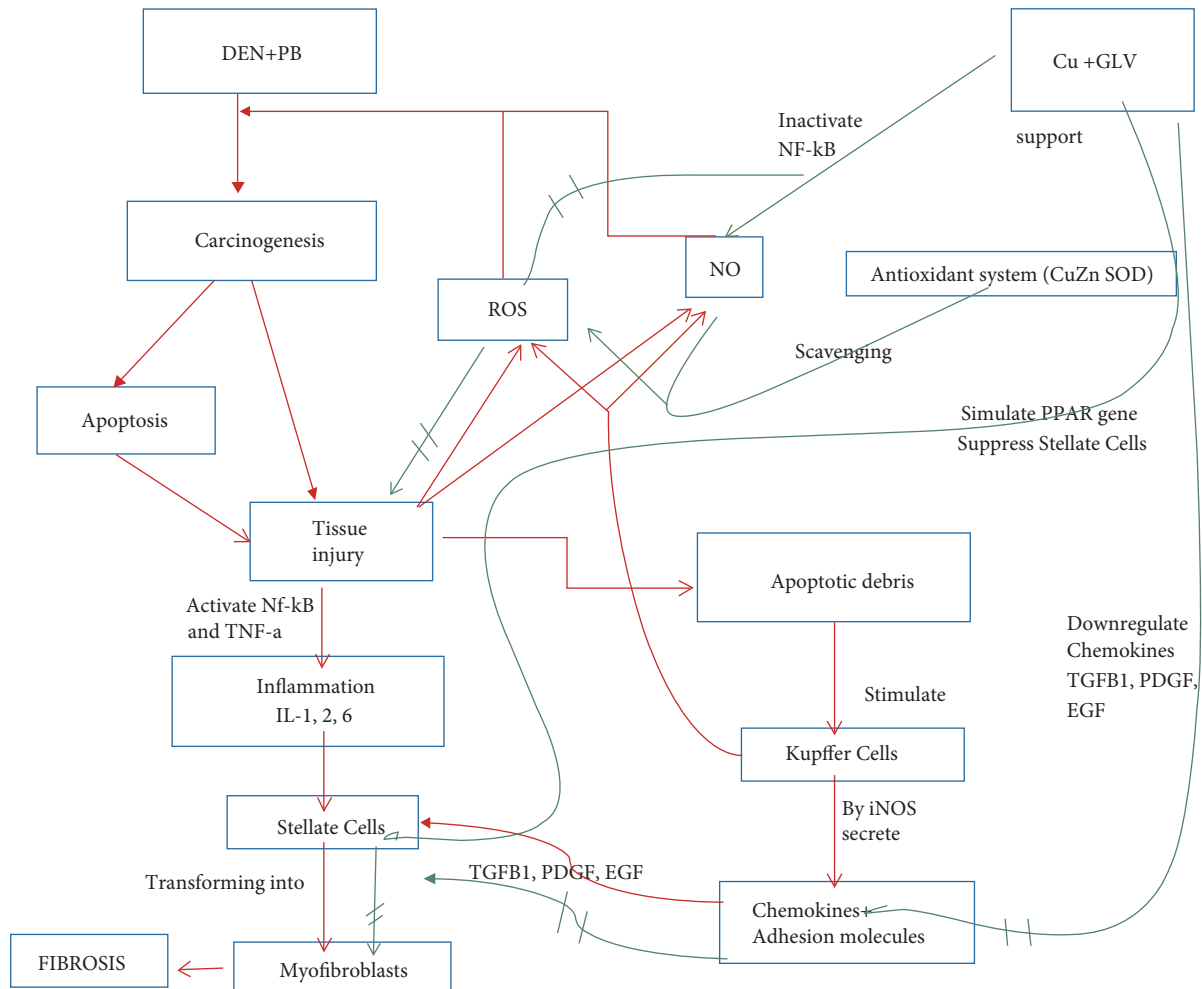 DEN+PB
Cu +GLV
Inactivate
NF-kB
support
Carcinogenesis
NO
Antioxidant system (CuZn SOD)
ROS
Scavenging
Apoptosis
Simulate PPAR gene
Suppress Stellate Cells
Tissue
injury
Apoptotic debris
Activate Nf-kB
and TNF-a
Downregulate
Chemokines
TGFB1, PDGF,
EGF
Inflammation
IL-1, 2, 6
Stimulate
Kupffer Cells
By iNOS
secrete
Stellate Cells
Transforming into
TGFB1, PDGF, EGF
Chemokines+
Adhesion molecules
FIBROSIS
Myofibroblasts